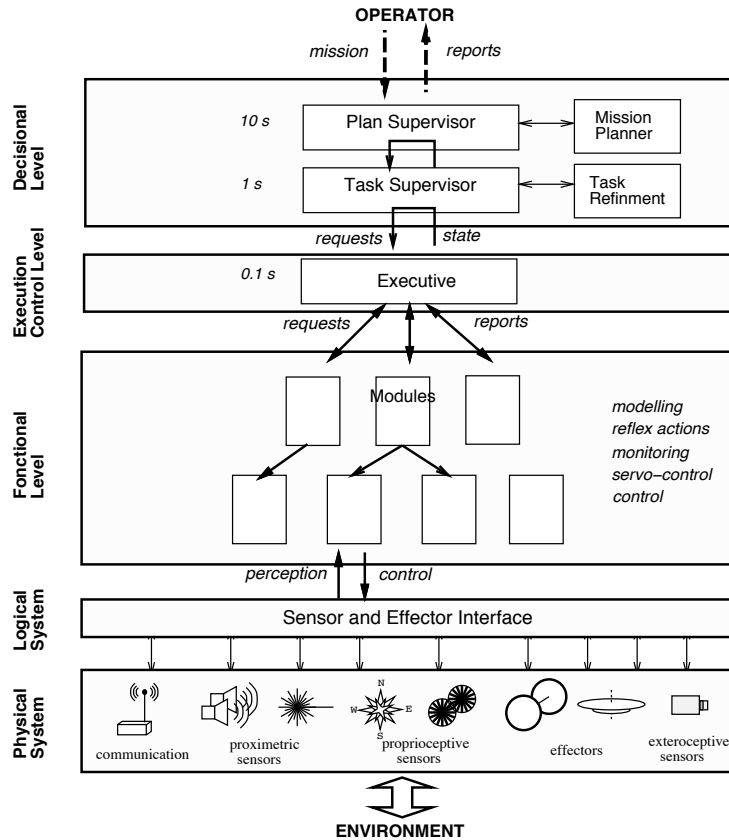 OPERATOR
mission
reports
Decisional
Level
10 s
Plan Supervisor
Mission
Planner
1 s
Task Supervisor
Task
Refinment
requests
state
Execution
Control Level
0.1 s
Executive
requests
reports
Fonctional
Level
Modules
modelling
reflex actions
monitoring
servo-control
control
perception
control
Logical
System
Sensor and Effector Interface
Physical
System
N
W
E
S
communication
proximetric
sensors
proprioceptive
sensors
effectors
exteroceptive
sensors
ENVIRONMENT